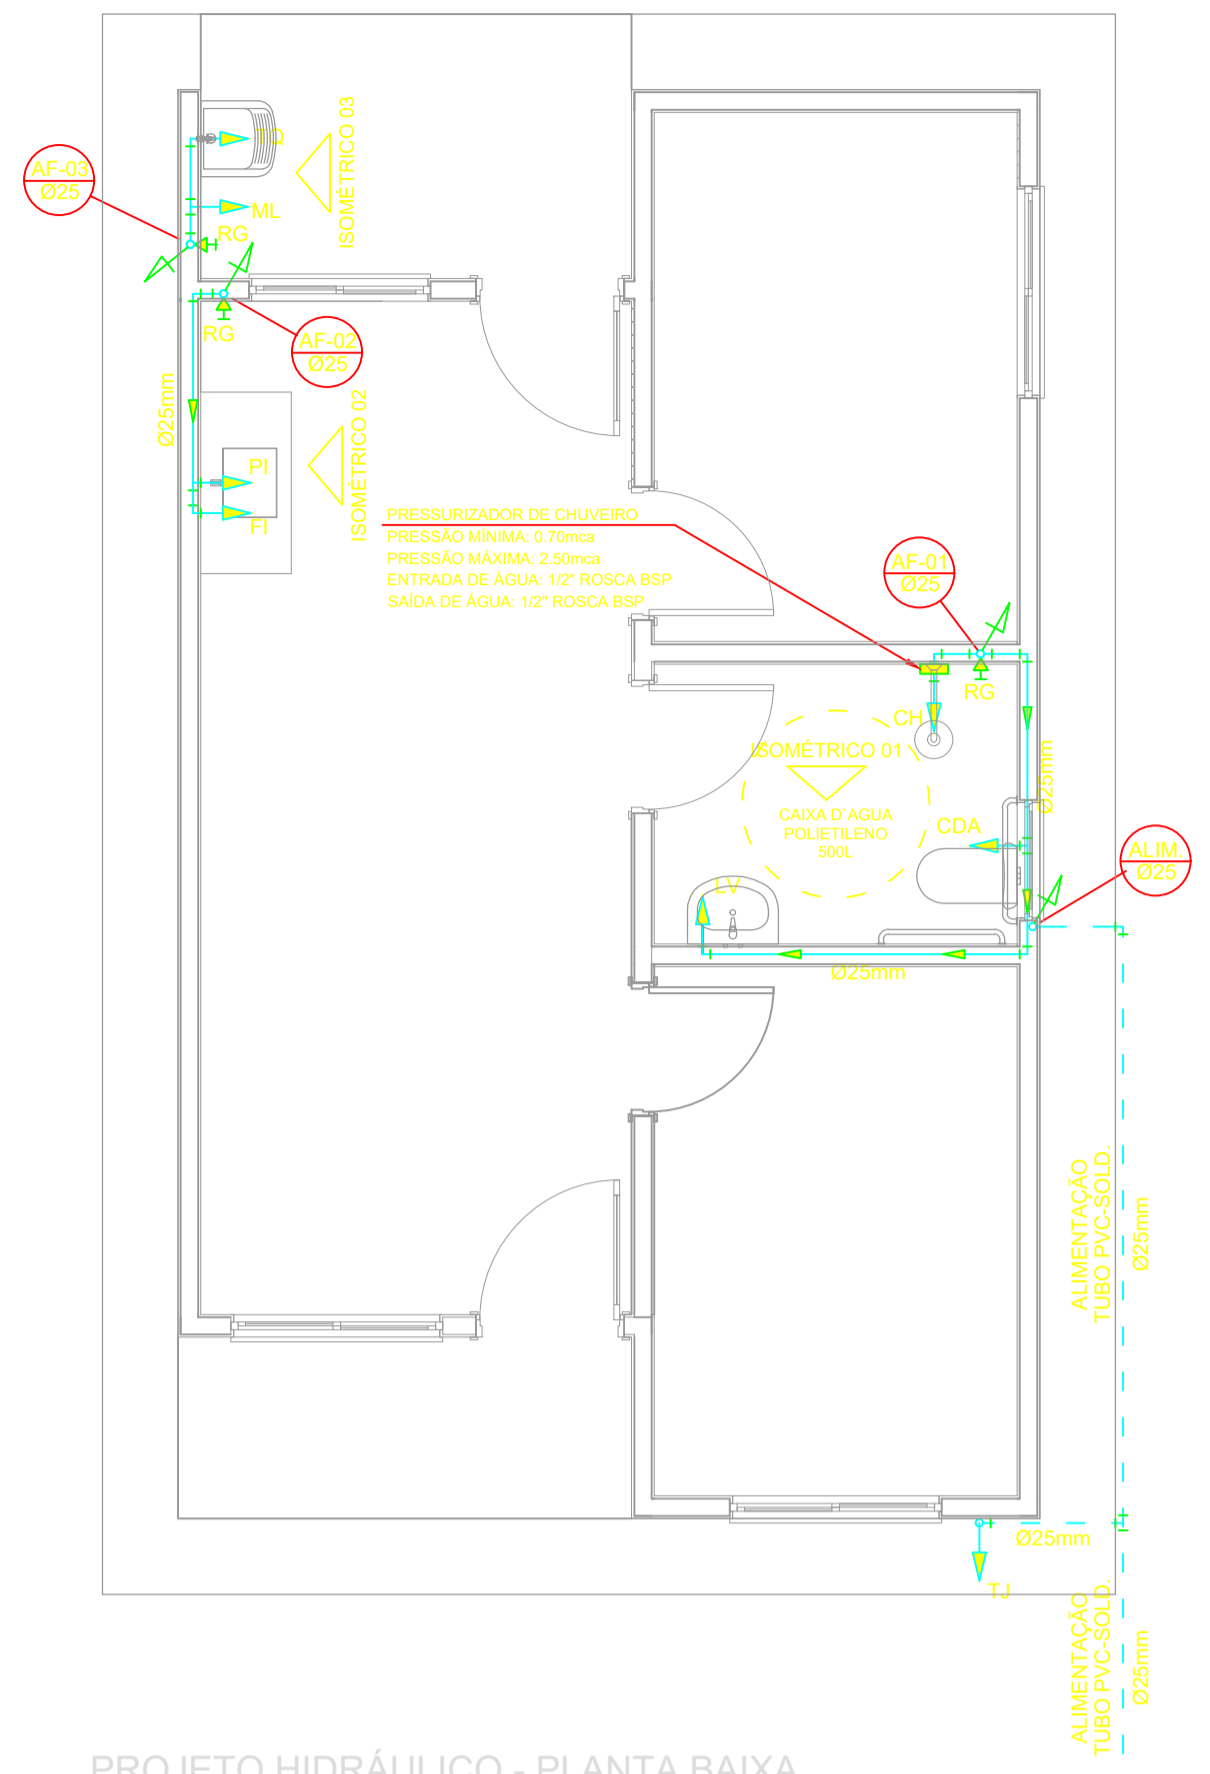 TQ
AF-03
Ø25
ISOMÉTRICO 03
ML
RG
RG
AF-02
Ø25
Ø25mm
ISOMÉTRICO 02
PI
FI
PRESSURIZADOR DE CHUVEIRO
PRESSÃO MÍNIMA: 0.70mca
PRESSÃO MÁXIMA: 2.50mca
ENTRADA DE ÁGUA: 1/2" ROSCA BSP
SAÍDA DE ÁGUA: 1/2" ROSCA BSP
AF-01
Ø25
RG
CH
ISOMÉTRICO 01
Ø25mm
CAIXA D`AGUA
POLIETILENO
500L
CDA
ALIM.
Ø25
LV
Ø25mm
ALIMENTAÇÃO
TUBO PVC-SOLD.
Ø25mm
Ø25mm
TJ
ALIMENTAÇÃO
TUBO PVC-SOLD.
Ø25mm
PROJETO HIDRÁULICO - PLANTA BAIXA